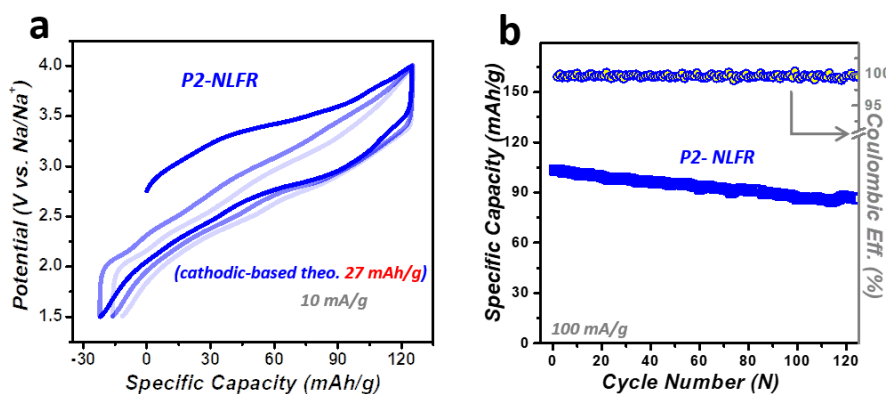 a
P2-NLFR
4.0
3.5
3.0
2.5
2.0
1.5
Potential (V vs. Na/Na⁺)
(cathodic-based theo. 27 mAh/g)
10 mA/g
-30 0 30 60 90 120
Specific Capacity (mAh/g)
b
160
120
90
60
30
0
Specific Capacity (mAh/g)
P2- NLFR
100 mA/g
100
95
Coulombic Eff. (%)
0 20 40 60 80 100 120
Cycle Number (N)